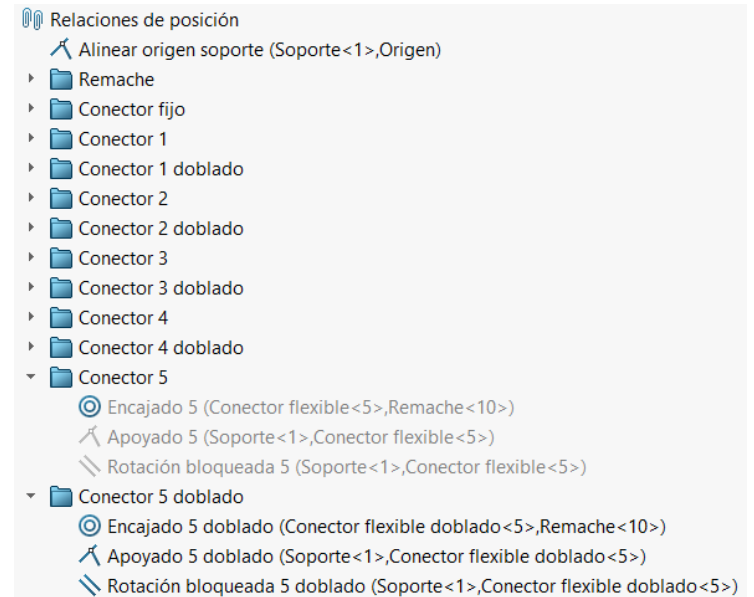 Relaciones de posición
Alinear origen soporte (Soporte<1>,Origen)
Remache
Conector fijo
Conector 1
Conector 1 doblado
Conector 2
Conector 2 doblado
Conector 3
Conector 3 doblado
Conector 4
Conector 4 doblado
Conector 5
Encajado 5 (Conector flexible<5>,Remache<10>)
Apoyado 5 (Soporte<1>,Conector flexible<5>)
Rotación bloqueada 5 (Soporte<1>,Conector flexible<5>)
Conector 5 doblado
Encajado 5 doblado (Conector flexible doblado<5>,Remache<10>)
Apoyado 5 doblado (Soporte<1>,Conector flexible doblado<5>)
Rotación bloqueada 5 doblado (Soporte<1>,Conector flexible doblado<5>)